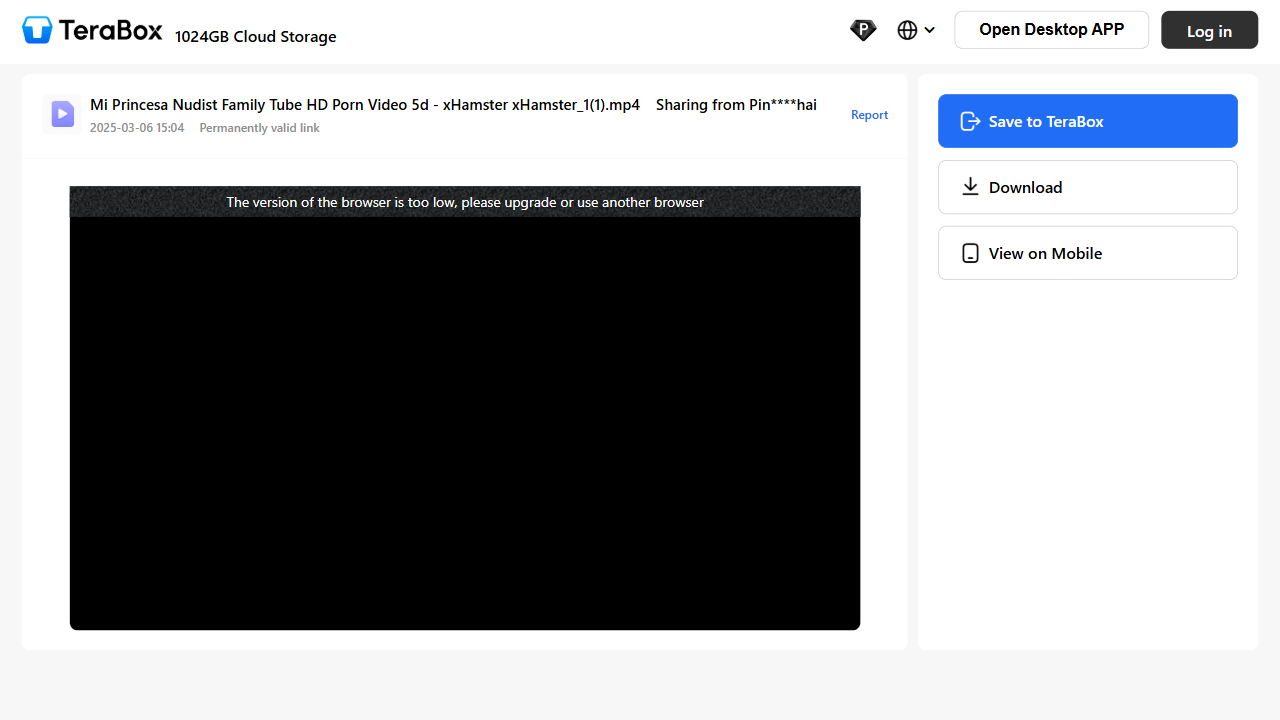 TeraBox 1024GB Cloud Storage
Open Desktop APP
Log in
Mi Princesa Nudist Family Tube HD Porn Video 5d - xHamster xHamster_1(1).mp4 Sharing from Pin****hai
2025-03-06 15:04 Permanently valid link
Report
The version of the browser is too low, please upgrade or use another browser
Save to TeraBox
Download
View on Mobile